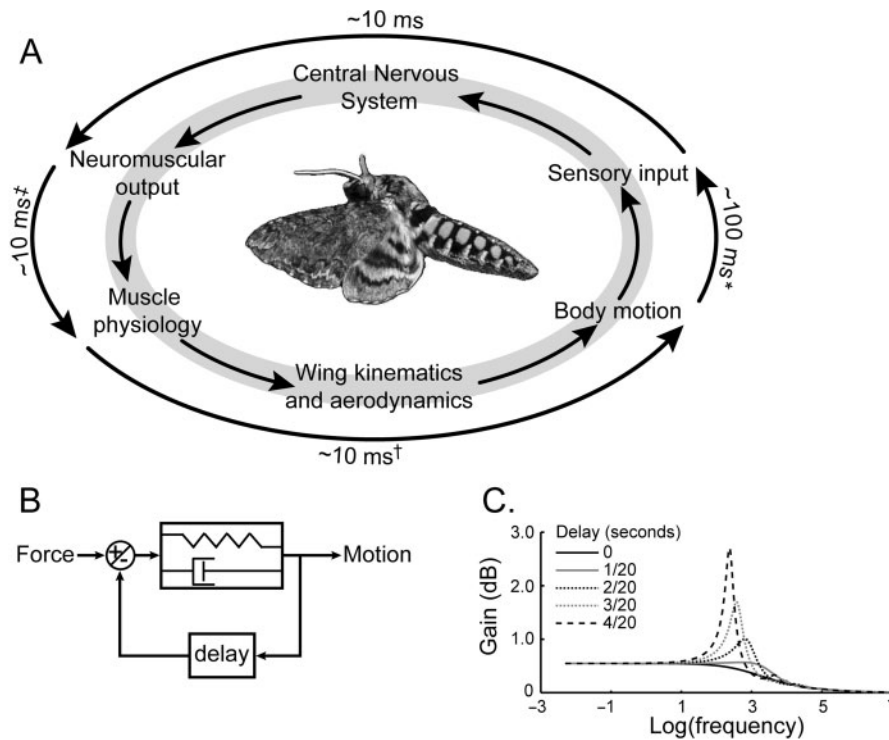 ~10 ms
A
Central Nervous
System
Neuromuscular
output
Sensory input
~10 ms‡
~100 ms*
Muscle
physiology
Body motion
Wing kinematics
and aerodynamics
~10 ms†
B
Force
+
-
Motion
delay
C.
Delay (seconds)
0
1/20
2/20
3/20
4/20
3.0
2.0
1.0
0
Gain (dB)
−3 −1 1 3 5 7
Log(frequency)